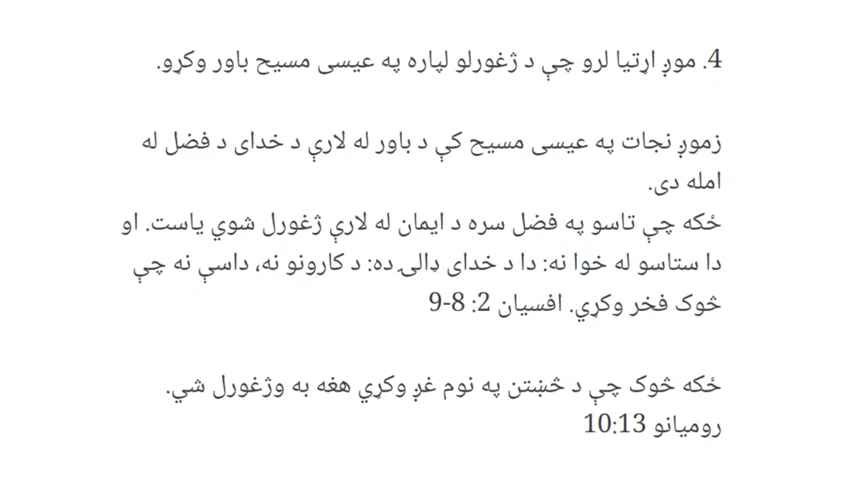 4. موږ اړتیا لرو چې د ژغورلو لپاره په عیسی مسیح باور وکړو.
زموږ نجات په عیسی مسیح کې د باور له لارې د خدای د فضل له
امله دی.
ځکه چې تاسو په فضل سره د ایمان له لارې ژغورل شوي یاست. او
دا ستاسو له خوا نه: دا د خدای ډالۍ ده: د کارونو نه، داسې نه چې
څوک فخر وکړي. افسیان 2: 8-9
ځکه څوک چې د څښتن په نوم غږ وکړي هغه به وژغورل شي.
رومیانو 10:13